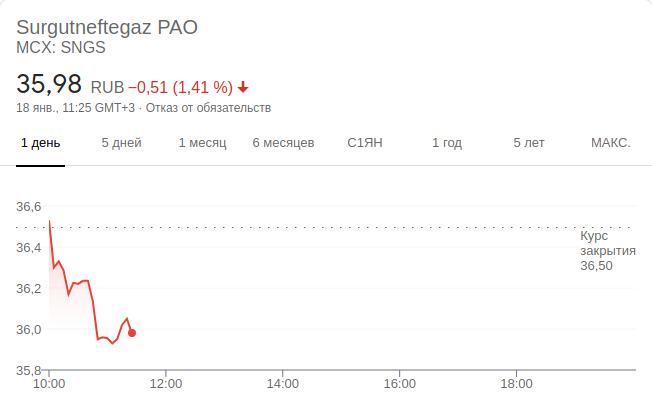 Surgutneftegaz PAO
MCX: SNGS
35,98 RUB −0,51 (1,41 %)
18 янв., 11:25 GMT+3 · Отказ от обязательств
1 день 5 дней 1 месяц 6 месяцев С1ЯН 1 год 5 лет МАКС.
36,6
36,4
36,2
36,0
35,8
Курс
закрытия
36,50
10:00 12:00 14:00 16:00 18:00